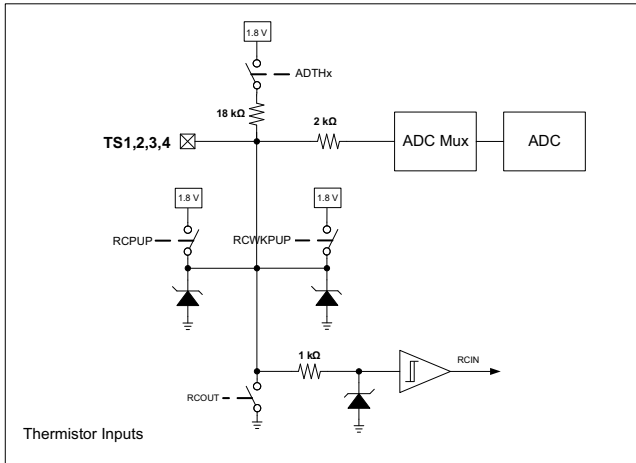 1.8 V
ADTHx
18 kΩ
2 kΩ
TS1,2,3,4
ADC Mux
ADC
1.8 V
1.8 V
RCPUP
RCWKPUP
1 kΩ
RCIN
RCOUT
Thermistor Inputs